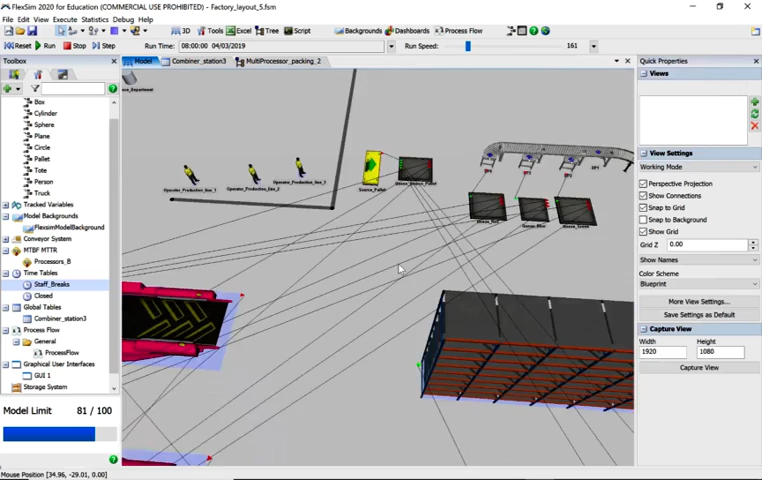 FlexSim 2020 for Education (COMMERCIAL USE PROHIBITED) - Factory_layout_5.fsm
File Edit View Build Execute Statistics Debug Help
3D Tools Excel Tree Script Backgrounds Dashboards Process Flow
Reset Run Stop Step Run Time: 08:00:00 04/03/2019 Run Speed: 161
Toolbox
Model Combiner_station3 MultiProcessor_packing_2
Quick Properties
Views
Box
Cylinder
Sphere
Plane
Circle
Pallet
Tote
Person
Truck
Tracked Variables
Model Backgrounds
FlexsimModelBackground
Conveyor System
MTBF MTTR
Processors_B
Time Tables
Staff_Breaks
Closed
Global Tables
Combiner_station3
Process Flow
General
ProcessFlow
Graphical User Interfaces
GUI 1
Storage System
Model Limit 81 / 100
Operator_Production_line_1
Operator_Production_line_2
Operator_Production_line_3
Source_Pallet
View Settings
Working Mode
Perspective Projection
Show Connections
Snap to Grid
Snap to Background
Show Grid
Grid Z 0.00
Show Names
Color Scheme
Blueprint
More View Settings...
Save Settings as Default
Capture View
Width Height
1920 1080
Capture View
Mouse Position [34.96, -29.01, 0.00]